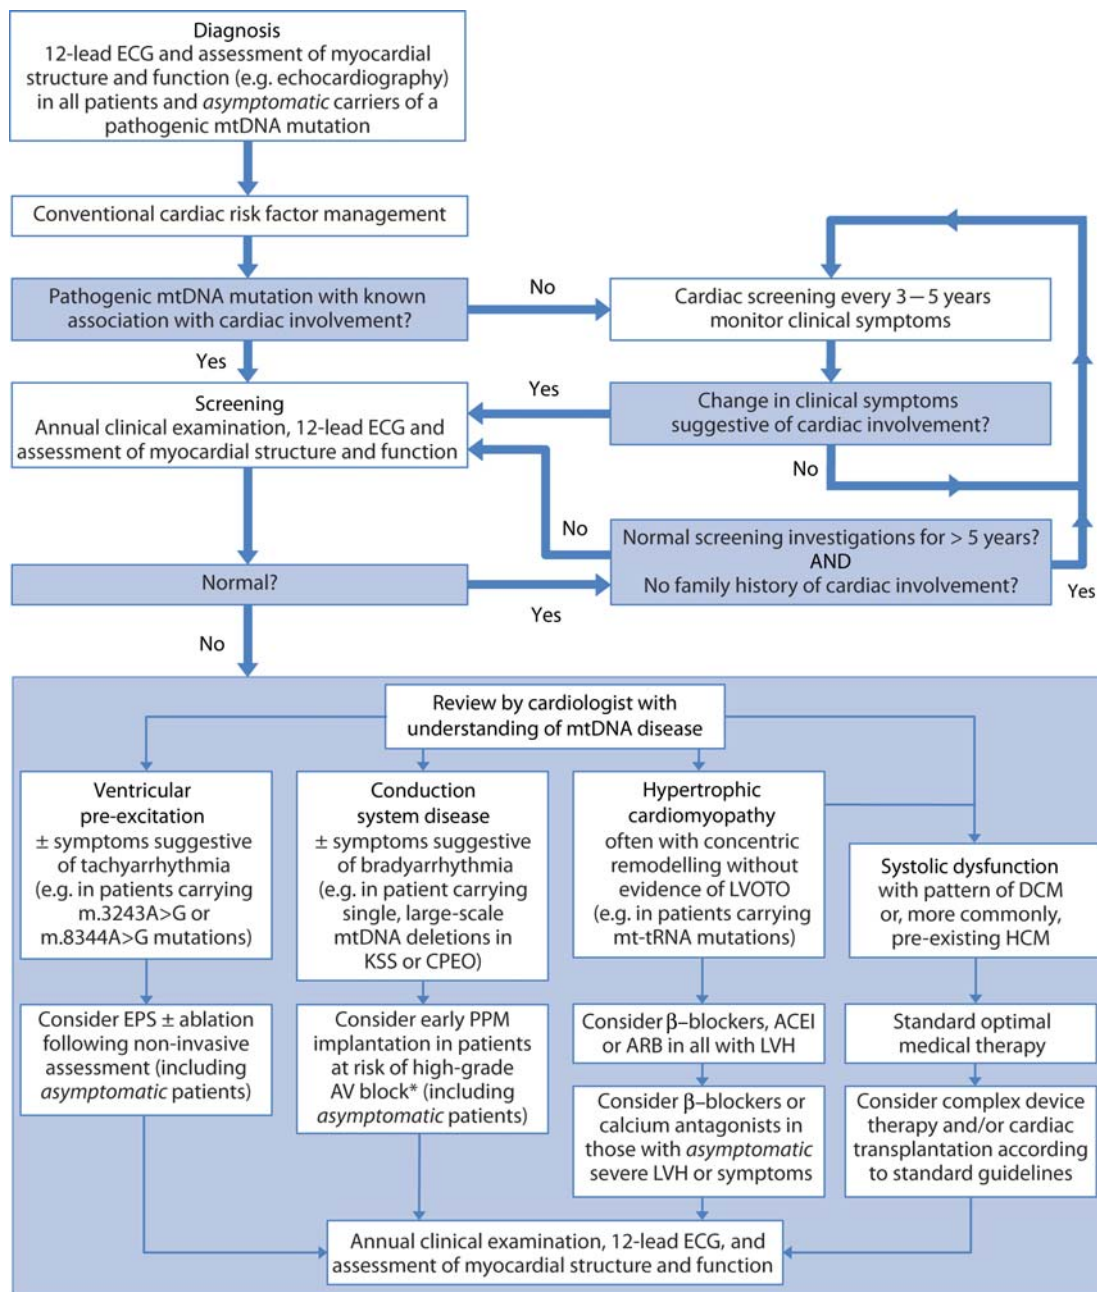 Diagnosis
12-lead ECG and assessment of myocardial
structure and function (e.g. echocardiography)
in all patients and asymptomatic carriers of a
pathogenic mtDNA mutation
Conventional cardiac risk factor management
Pathogenic mtDNA mutation with known
association with cardiac involvement?
No
Cardiac screening every 3 – 5 years
monitor clinical symptoms
Yes
Screening
Annual clinical examination, 12-lead ECG and
assessment of myocardial structure and function
Yes
Change in clinical symptoms
suggestive of cardiac involvement?
No
No
Normal screening investigations for > 5 years?
AND
No family history of cardiac involvement?
Yes
Normal?
Yes
No
Review by cardiologist with
understanding of mtDNA disease
Ventricular
pre-excitation
± symptoms suggestive
of tachyarrhythmia
(e.g. in patients carrying
m.3243A>G or
m.8344A>G mutations)
Conduction
system disease
± symptoms suggestive
of bradyarrhythmia
(e.g. in patient carrying
single, large-scale
mtDNA deletions in
KSS or CPEO)
Hypertrophic
cardiomyopathy
often with concentric
remodelling without
evidence of LVOTO
(e.g. in patients carrying
mt-tRNA mutations)
Systolic dysfunction
with pattern of DCM
or, more commonly,
pre-existing HCM
Consider EPS ± ablation
following non-invasive
assessment (including
asymptomatic patients)
Consider early PPM
implantation in patients
at risk of high-grade
AV block* (including
asymptomatic patients)
Consider β–blockers, ACEI
or ARB in all with LVH
Standard optimal
medical therapy
Consider β-blockers or
calcium antagonists in
those with asymptomatic
severe LVH or symptoms
Consider complex device
therapy and/or cardiac
transplantation according
to standard guidelines
Annual clinical examination, 12-lead ECG, and
assessment of myocardial structure and function